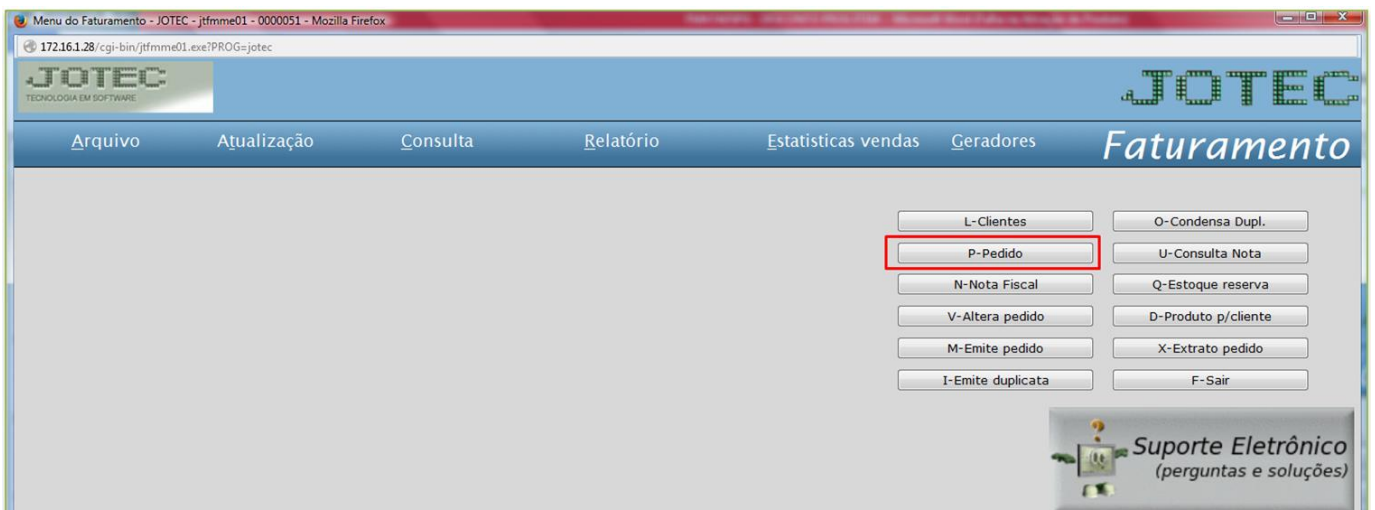 Menu do Faturamento - JOTEC - jtfmme01 - 0000051 - Mozilla Firefox
172.16.1.28/cgi-bin/jtfmme01.exe?PROG=jotec
JOTEC
TECNOLOGIA EM SOFTWARE
JOTEC
Arquivo Atualização Consulta Relatório Estatisticas vendas Geradores Faturamento
L-Clientes O-Condensa Dupl.
P-Pedido U-Consulta Nota
N-Nota Fiscal Q-Estoque reserva
V-Altera pedido D-Produto p/cliente
M-Emite pedido X-Extrato pedido
I-Emite duplicata F-Sair
Suporte Eletrônico
(perguntas e soluções)